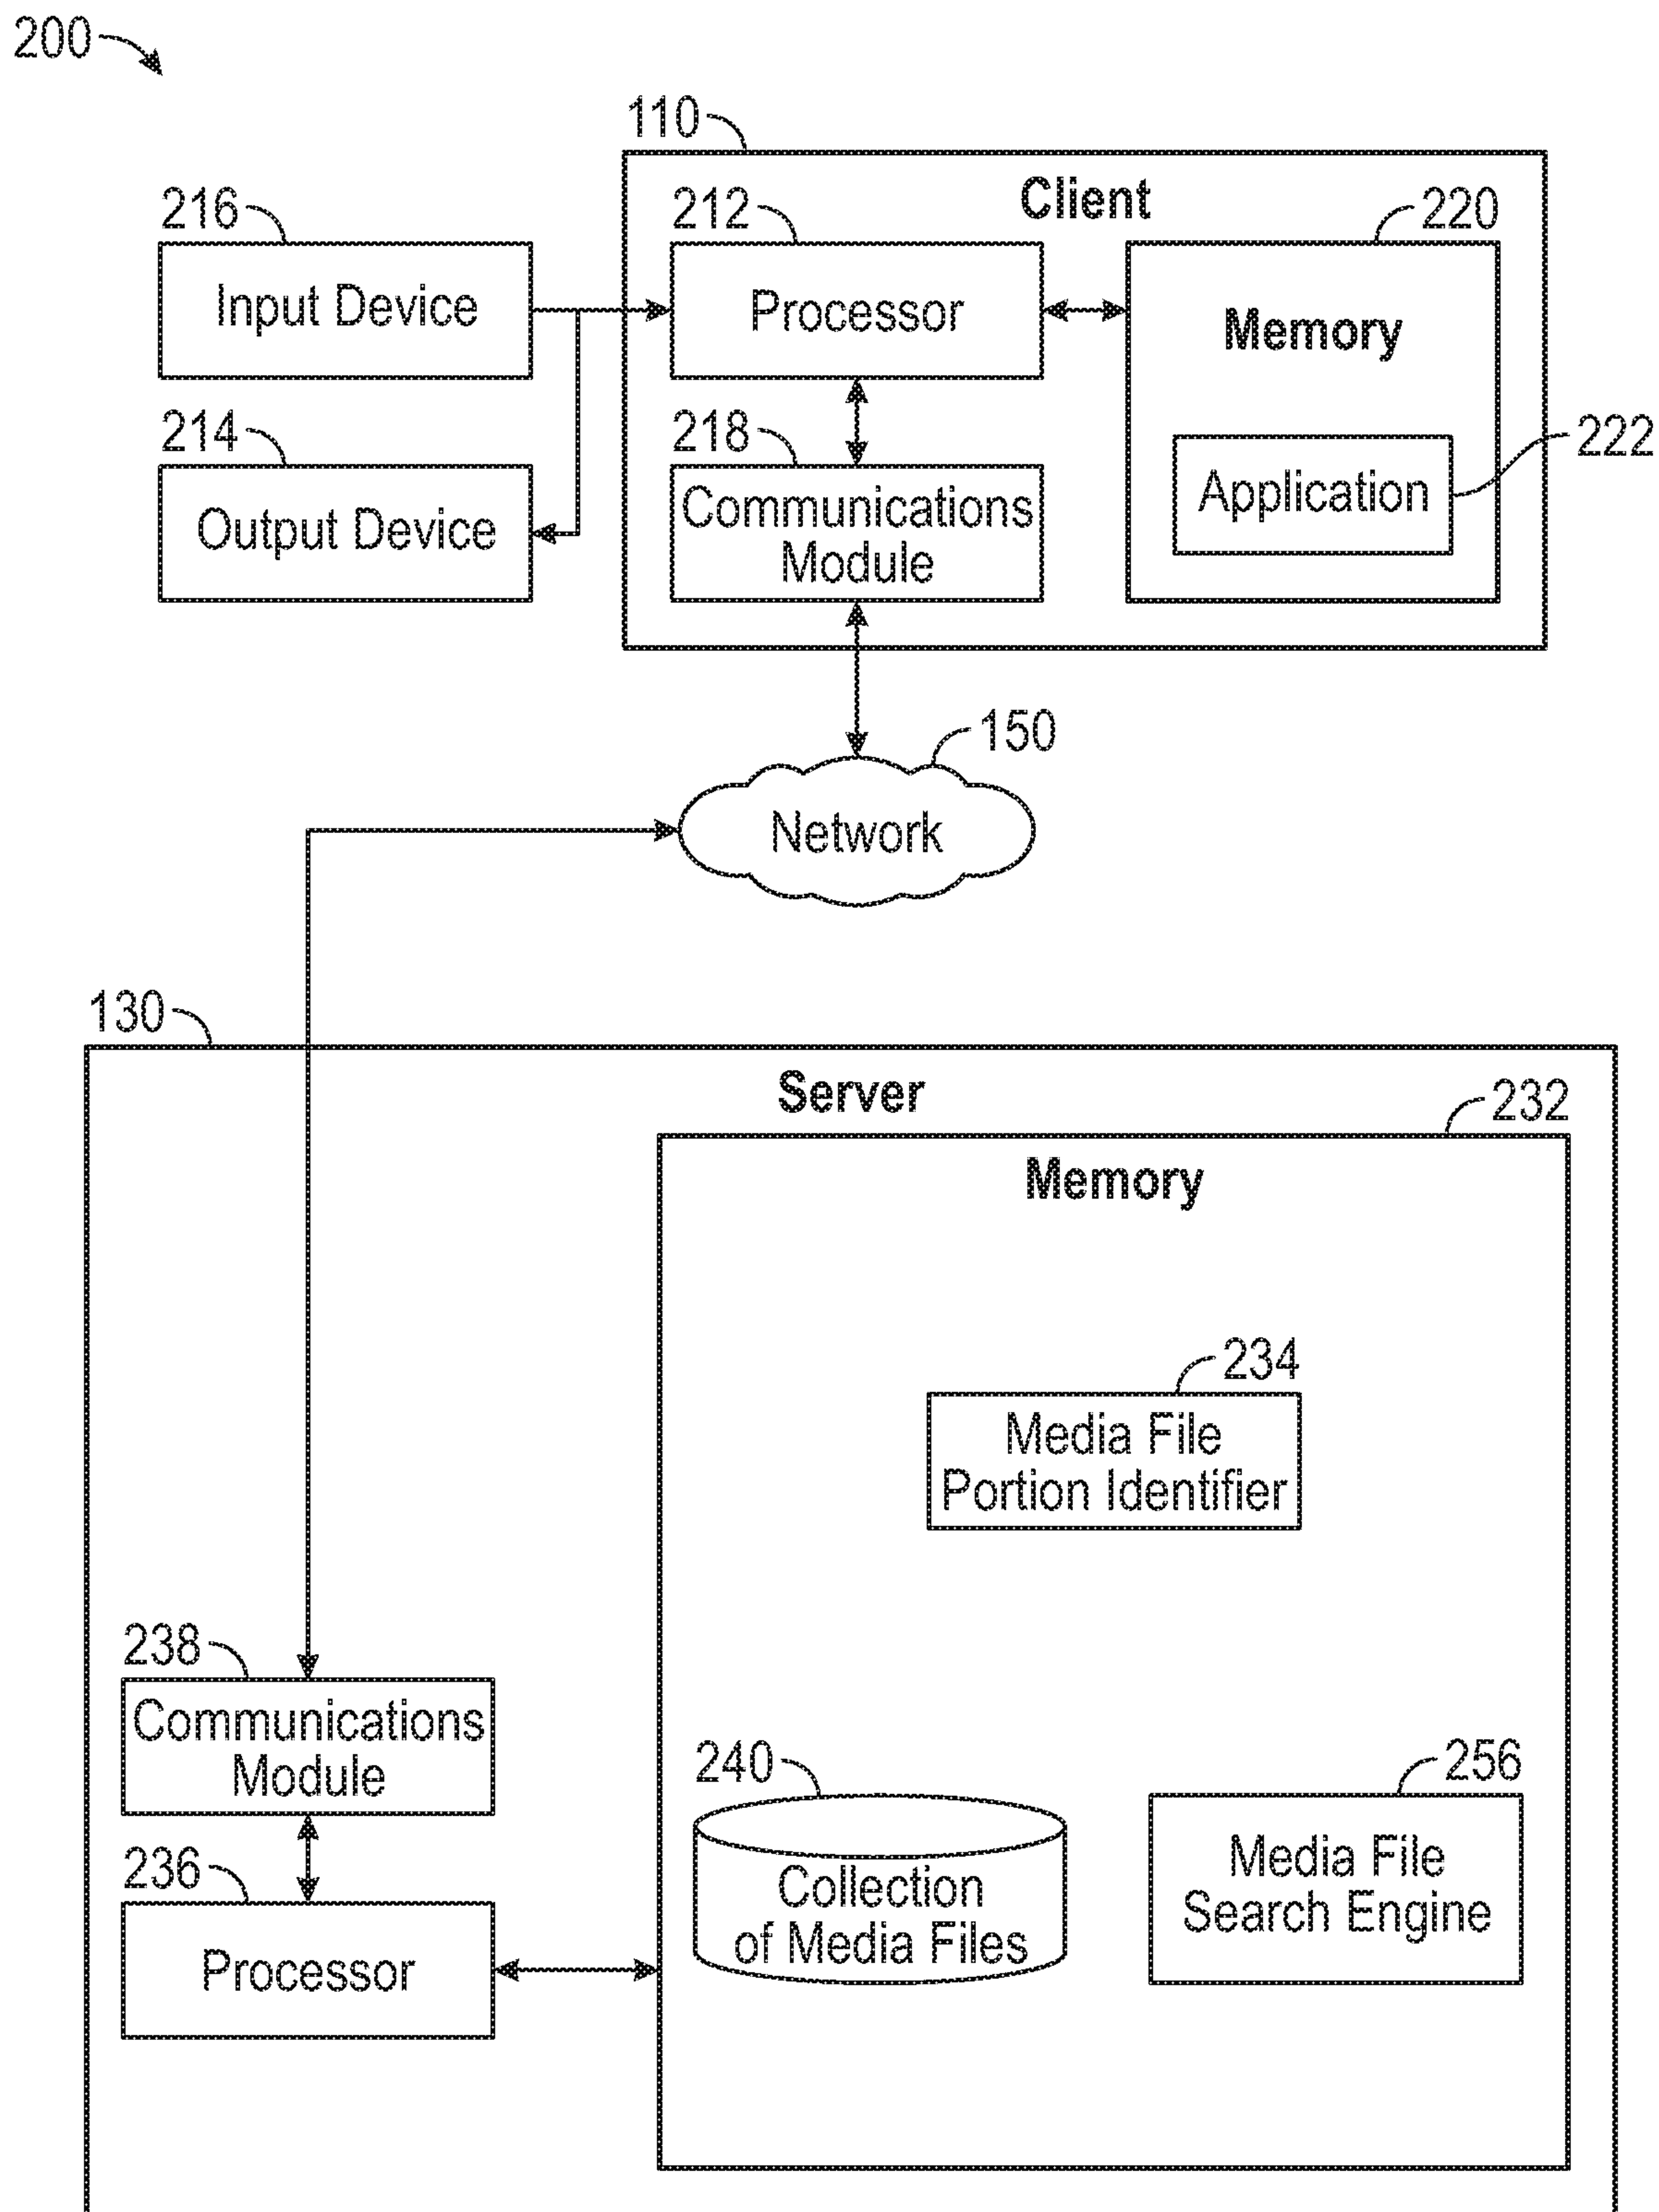 200
110
Client
216
212
220
Input Device
Processor
Memory
214
218
222
Output Device
Communications
Module
Application
150
Network
130
Server
232
Memory
234
Media File
Portion Identifier
238
Communications
Module
240
256
Collection
of Media Files
Media File
Search Engine
236
Processor